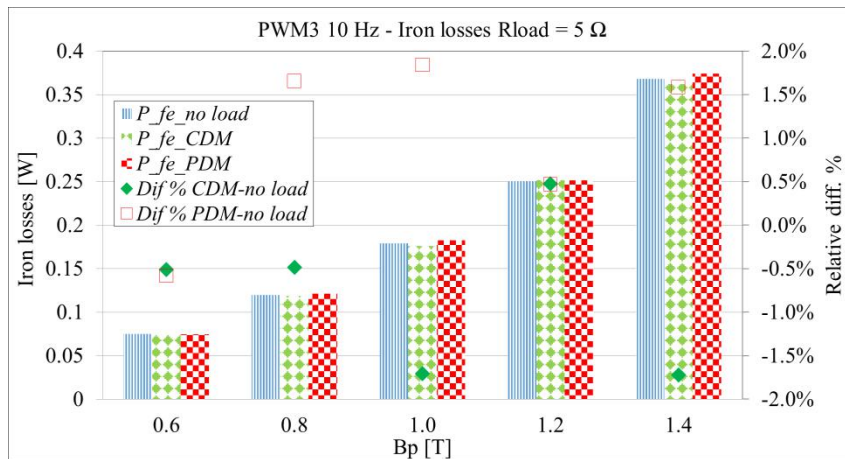 PWM3 10 Hz - Iron losses Rload = 5 Ω
0.4
0.35
0.3
0.25
0.2
0.15
0.1
0.05
0
Iron losses [W]
P_fe_no load
P_fe_CDM
P_fe_PDM
Dif % CDM-no load
Dif % PDM-no load
2.0%
1.5%
1.0%
0.5%
0.0%
-0.5%
-1.0%
-1.5%
-2.0%
Relative diff. %
0.6 0.8 1.0 1.2 1.4
Bp [T]